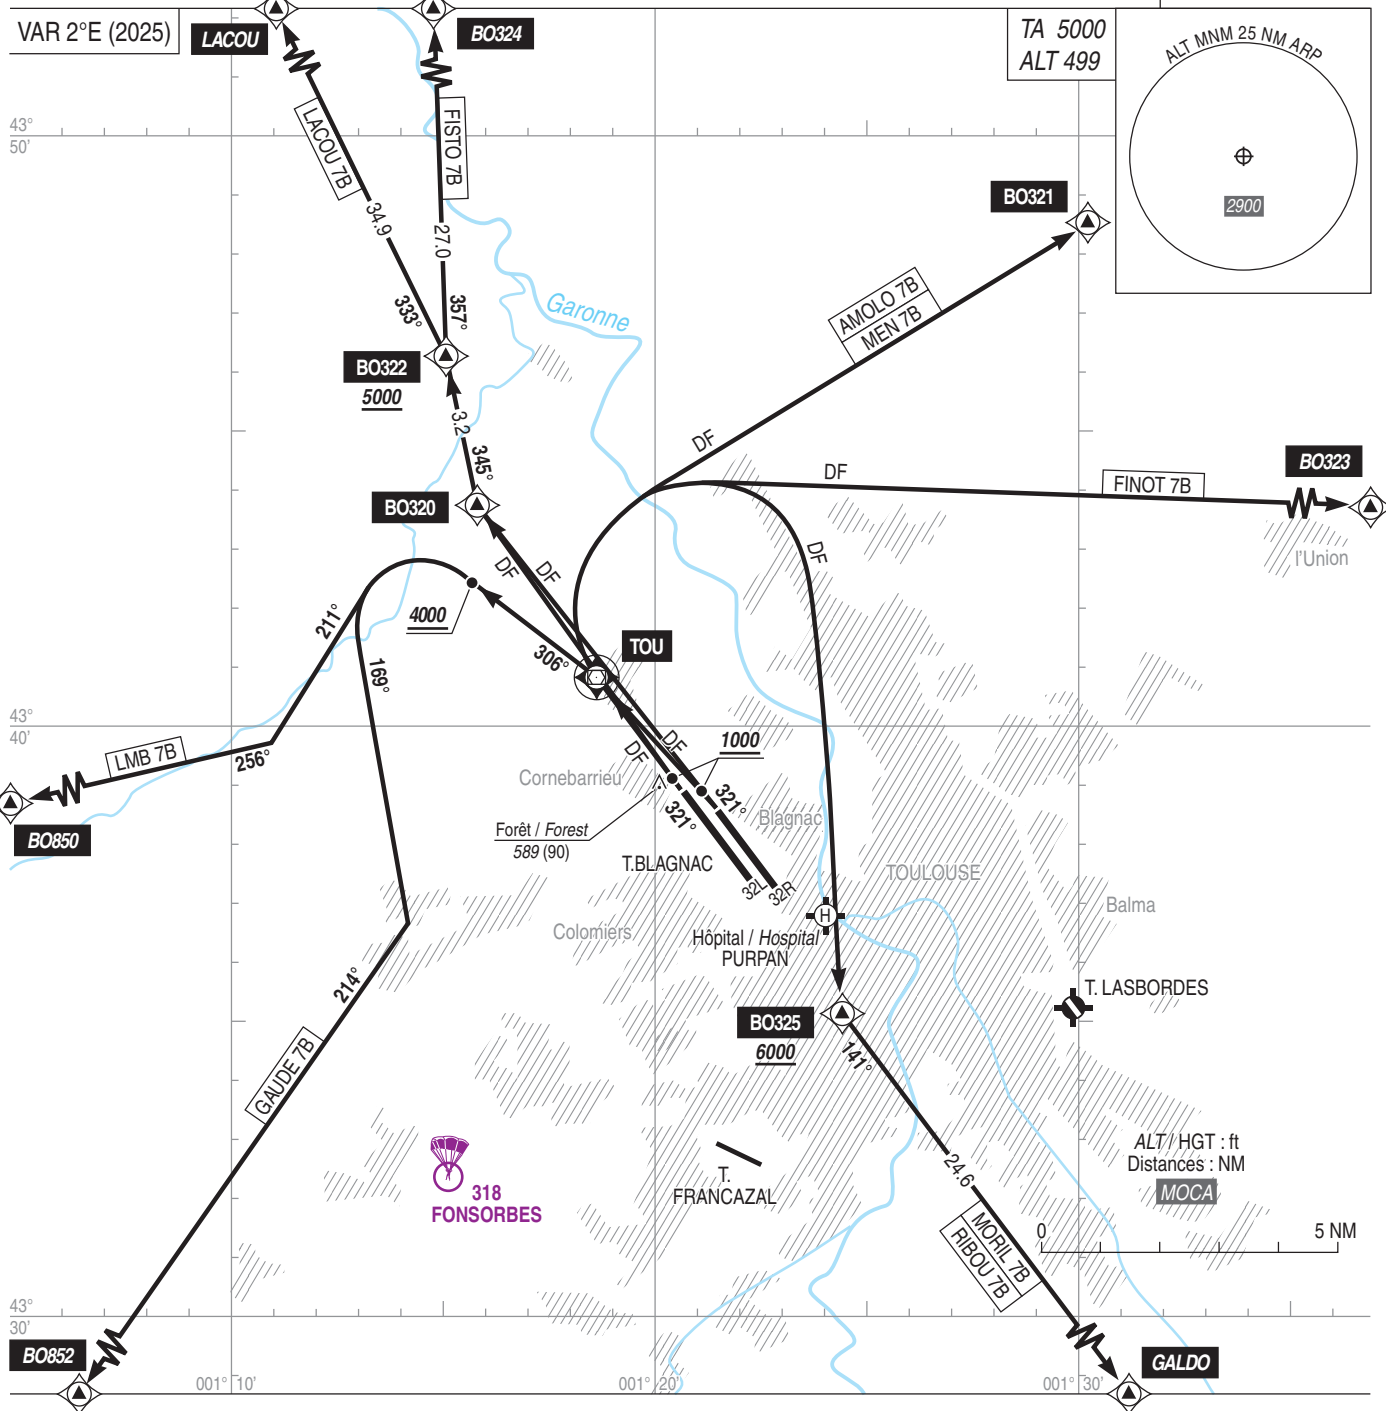 VAR 2°E (2025)
LACOU
BO324
TA 5000
ALT 499
ALT MNM 25 NM ARP
2900
43°
50'
LACOU 7B
FISTO 7B
34.9
27.0
333°
357°
BO321
Garonne
AMOLO 7B
MEN 7B
BO322
5000
3.2
345°
DF
DF
BO323
FINOT 7B
BO320
DF
DF
DF
l'Union
4000
211°
306°
TOU
169°
43°
40'
LMB 7B
256°
DF
DF
1000
Cornebarrieu
321°
321°
Blagnac
BO850
Forêt / Forest
589 (90)
T.BLAGNAC
32L
32R
TOULOUSE
Balma
Colomiers
H
Hôpital / Hospital
PURPAN
214°
T. LASBORDES
BO325
6000
141°
GAUDE 7B
ALT / HGT : ft
Distances : NM
MOCA
24.6
318
FONSORBES
T.
FRANCAZAL
0
5 NM
MORIL 7B
RIBOU 7B
43°
30'
BO852
GALDO
001° 10'
001° 20'
001° 30'